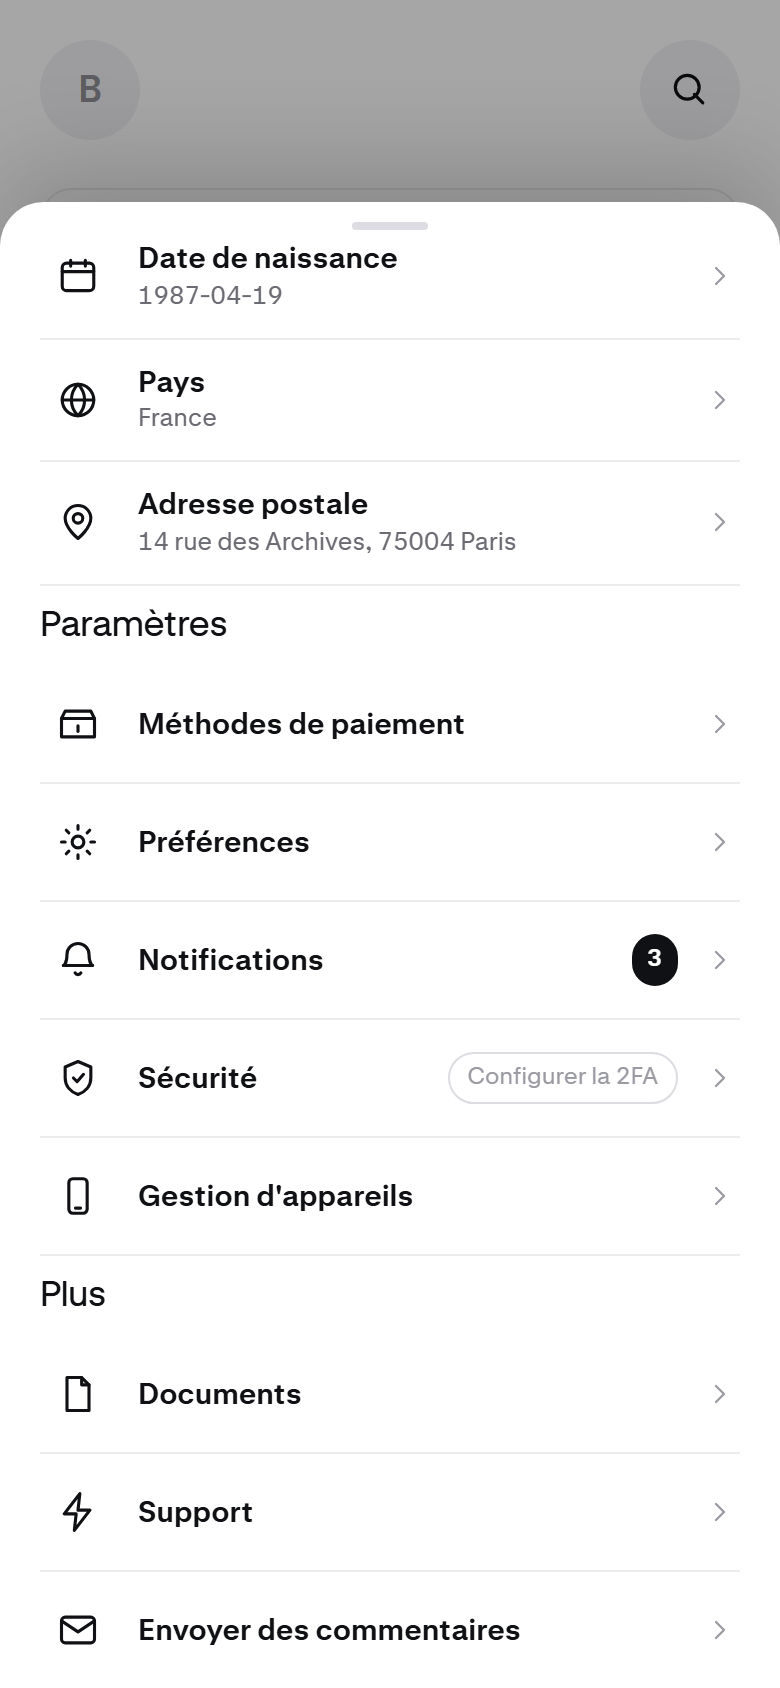 B
Date de naissance
1987-04-19
Pays
France
Adresse postale
14 rue des Archives, 75004 Paris
Paramètres
Méthodes de paiement
Préférences
Notifications 3
Sécurité Configurer la 2FA
Gestion d'appareils
Plus
Documents
Support
Envoyer des commentaires